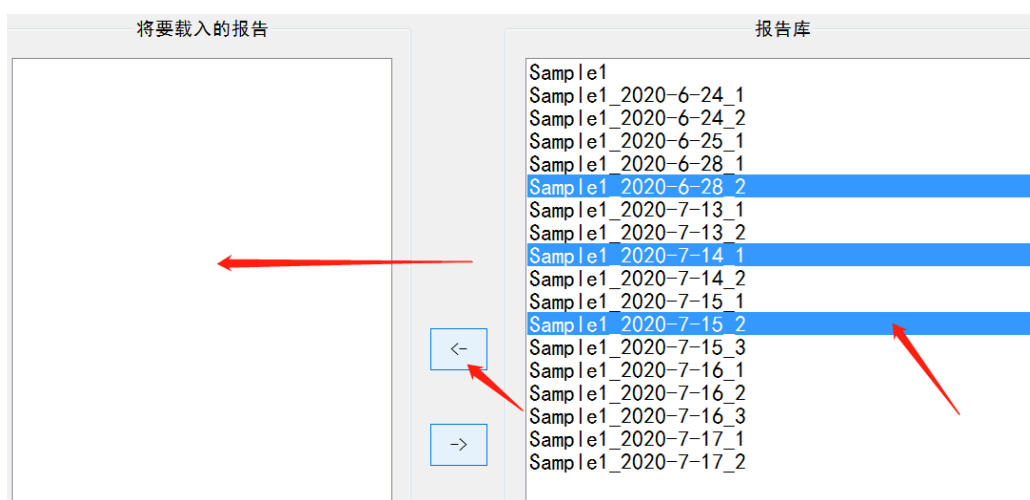 将要载入的报告
报告库
Sample1
Sample1_2020-6-24_1
Sample1_2020-6-24_2
Sample1_2020-6-25_1
Sample1_2020-6-28_1
Sample1_2020-6-28_2
Sample1_2020-7-13_1
Sample1_2020-7-13_2
Sample1_2020-7-14_1
Sample1_2020-7-14_2
Sample1_2020-7-15_1
Sample1_2020-7-15_2
Sample1_2020-7-15_3
Sample1_2020-7-16_1
Sample1_2020-7-16_2
Sample1_2020-7-16_3
Sample1_2020-7-17_1
Sample1_2020-7-17_2
<-
->